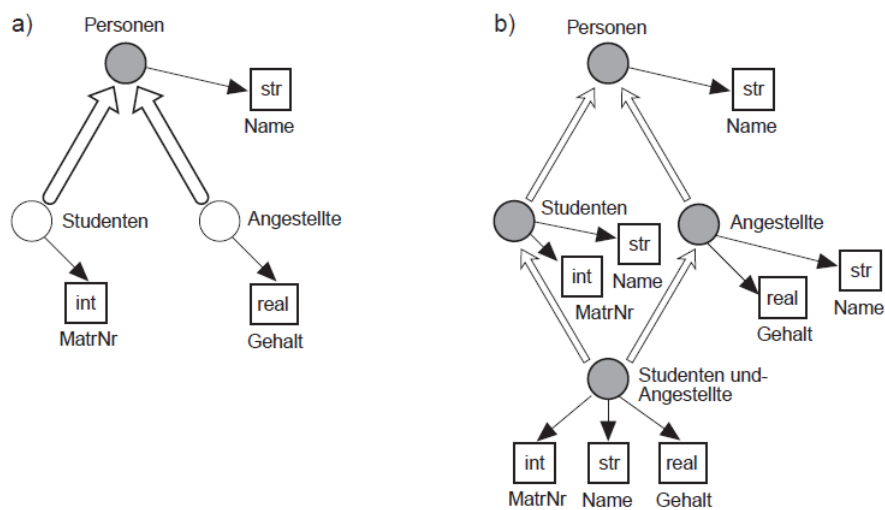 a)
Personen
str
Name
Studenten
Angestellte
int
MatrNr
real
Gehalt
b)
Personen
str
Name
Studenten
str
Name
int
MatrNr
Angestellte
str
Name
real
Gehalt
Studenten und-
Angestellte
int
str
real
MatrNr
Name
Gehalt